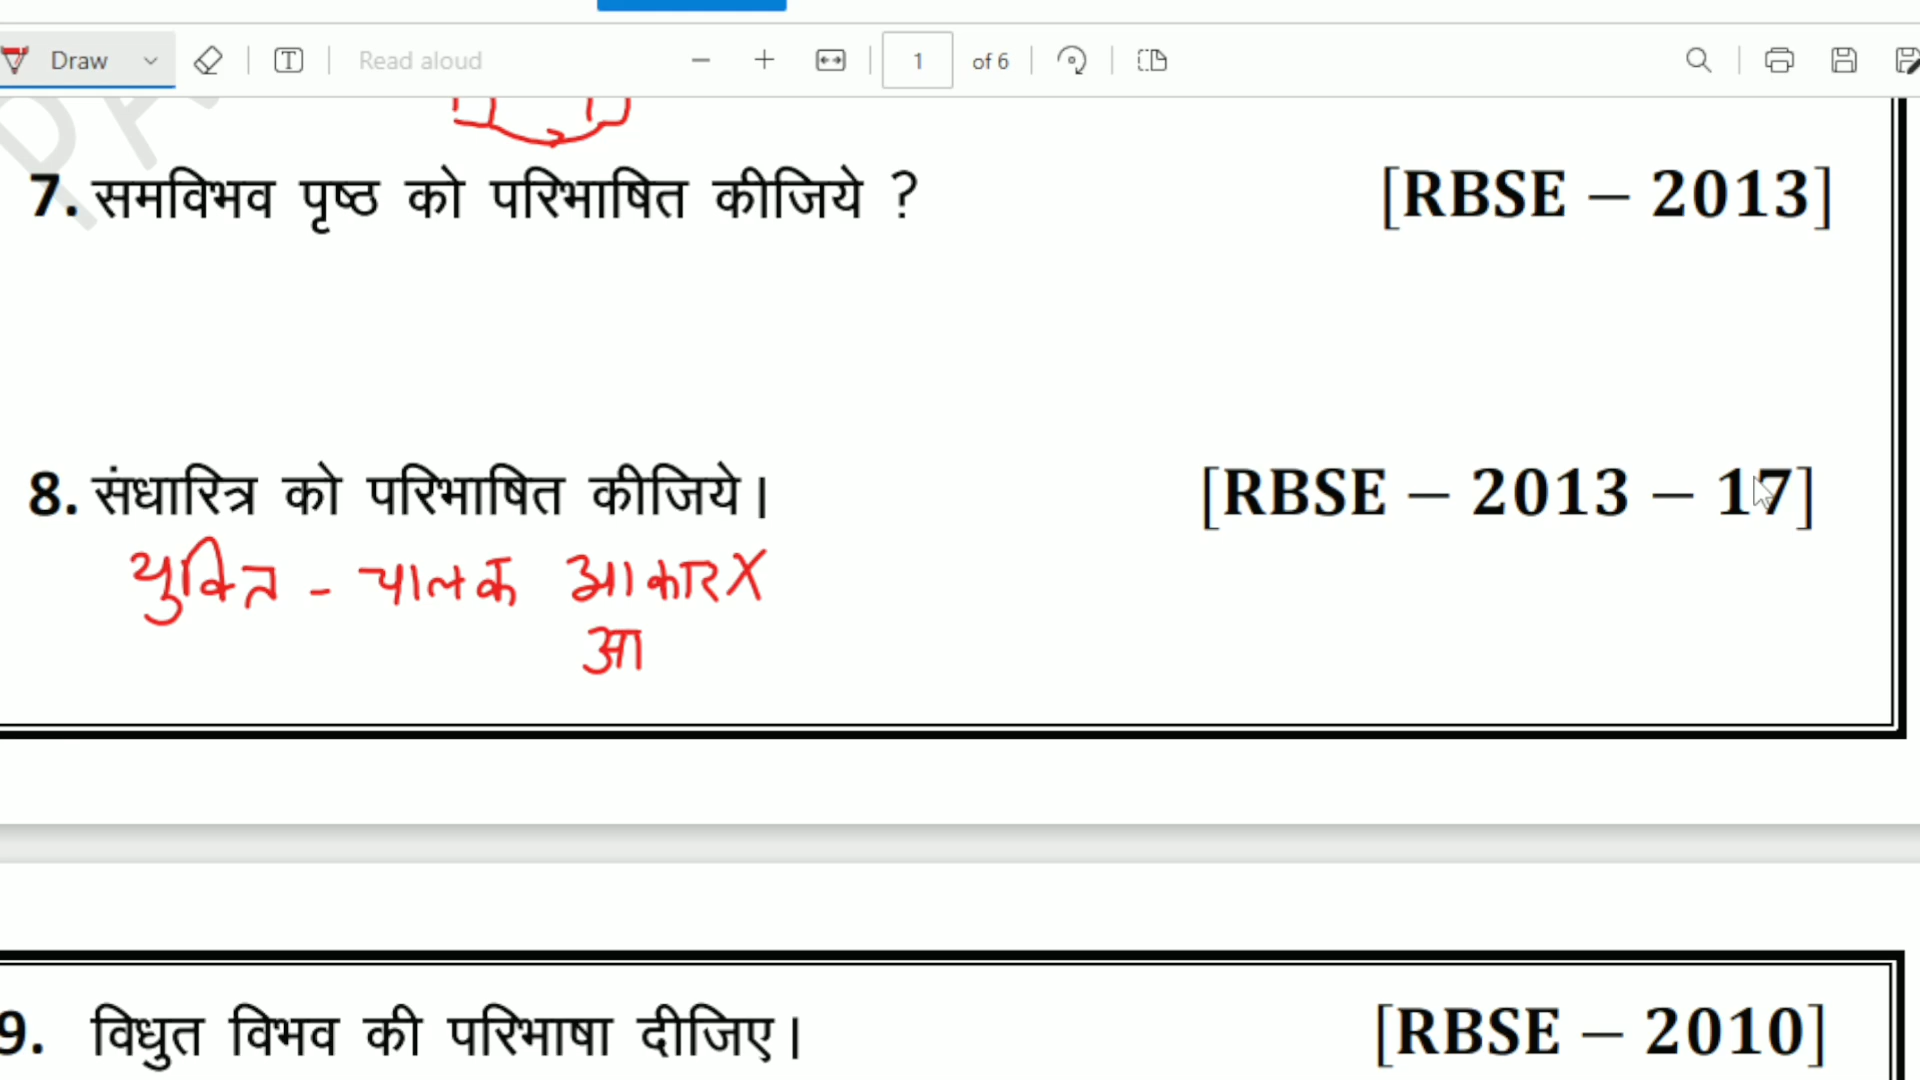 Draw
Read aloud
1 of 6
7. समविभव पृष्ठ को परिभाषित कीजिये ? [RBSE – 2013]
8. संधारित्र को परिभाषित कीजिये। [RBSE – 2013 – 17]
युक्ति - चालक आकार X
आ
9. विधुत विभव की परिभाषा दीजिए। [RBSE – 2010]